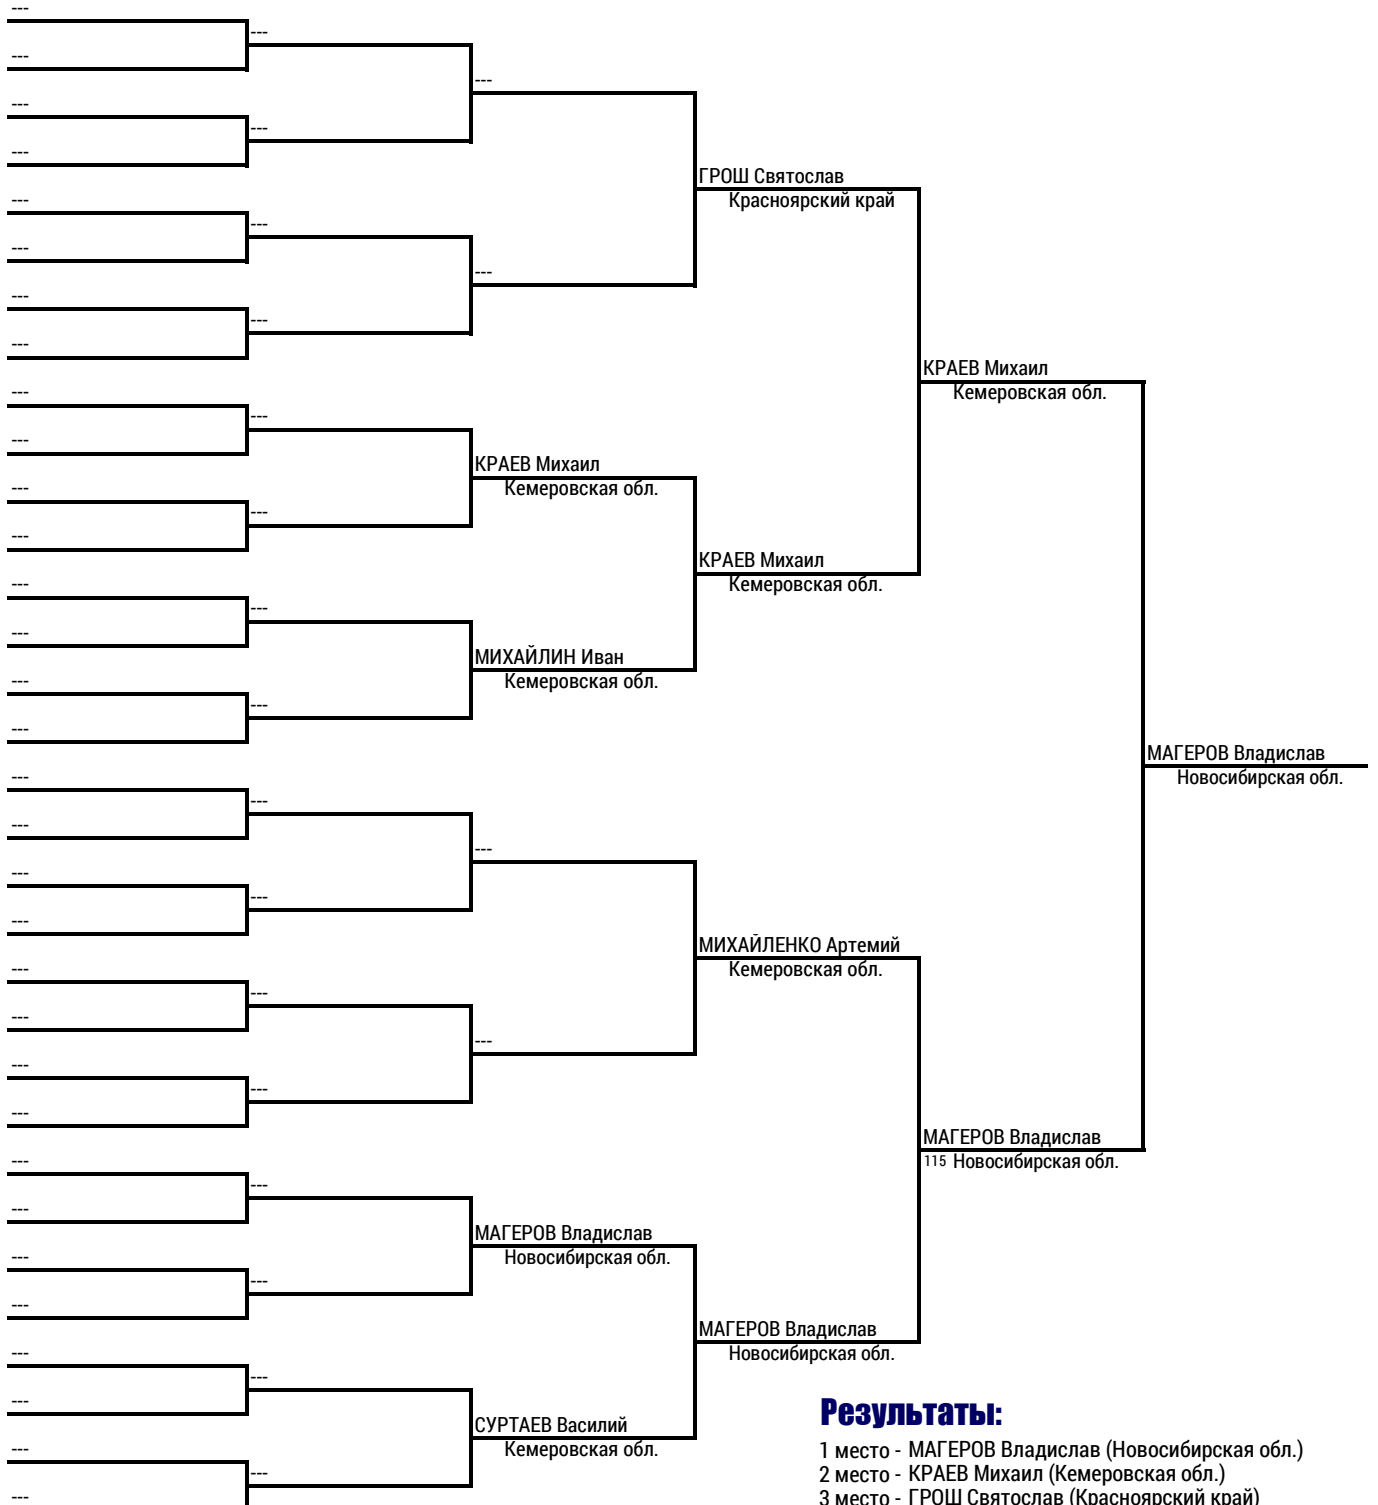 ---
---
---
---
---
---
---
ГРОШ Святослав
Красноярский край
---
---
---
---
---
---
---
КРАЕВ Михаил
Кемеровская обл.
---
---
---
КРАЕВ Михаил
Кемеровская обл.
---
---
---
КРАЕВ Михаил
Кемеровская обл.
---
---
---
МИХАЙЛИН Иван
Кемеровская обл.
---
---
---
МАГЕРОВ Владислав
Новосибирская обл.
---
---
---
---
---
---
---
МИХАЙЛЕНКО Артемий
Кемеровская обл.
---
---
---
---
---
---
---
МАГЕРОВ Владислав
115 Новосибирская обл.
---
---
---
МАГЕРОВ Владислав
Новосибирская обл.
---
---
---
МАГЕРОВ Владислав
Новосибирская обл.
---
---
---
СУРТАЕВ Василий
Кемеровская обл.
---
---
---
Результаты:
1 место - МАГЕРОВ Владислав (Новосибирская обл.)
2 место - КРАЕВ Михаил (Кемеровская обл.)
3 место - ГРОШ Святослав (Красноярский край)